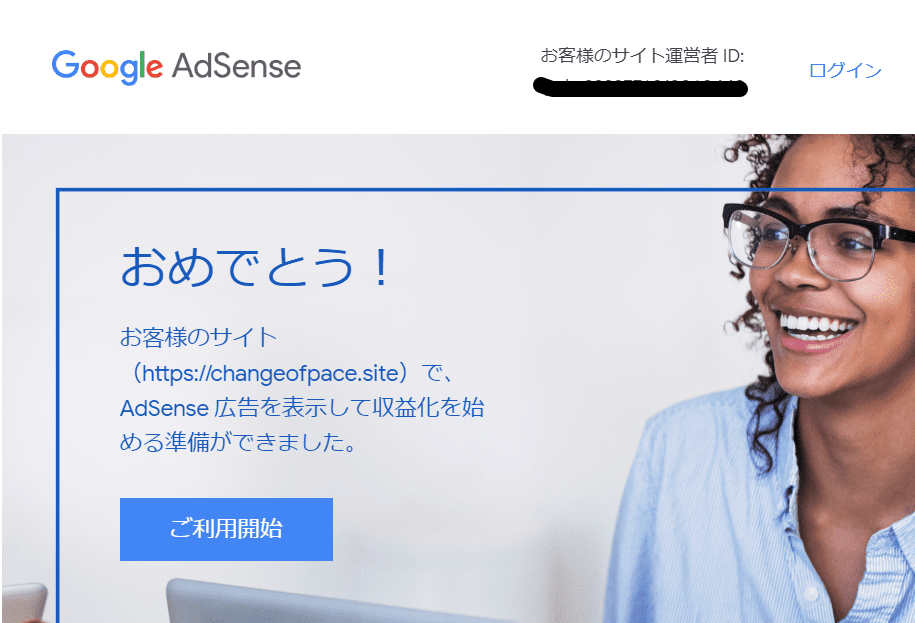 Google AdSense
お客様のサイト運営者 ID:
ログイン
おめでとう！
お客様のサイト
（https://changeofpace.site）で、
AdSense 広告を表示して収益化を始
める準備ができました。
ご利用開始